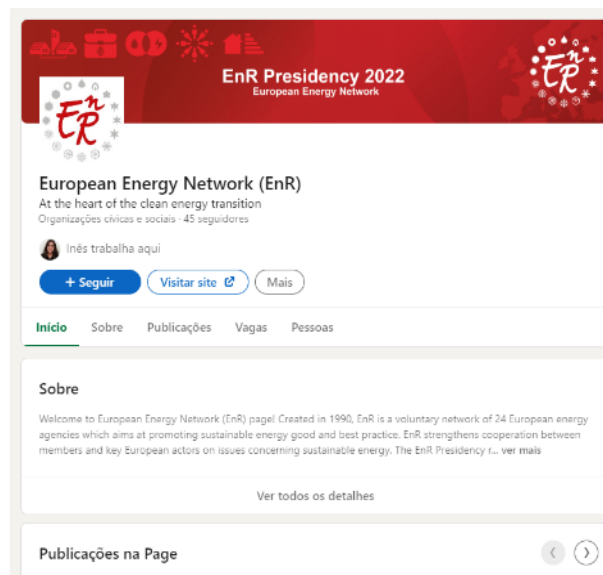 EnR Presidency 2022
European Energy Network
EnR
EnR
European Energy Network (EnR)
At the heart of the clean energy transition
Organizações cívicas e sociais · 45 seguidores
Inês trabalha aqui
+ Seguir Visitar site Mais
Início Sobre Publicações Vagas Pessoas
Sobre
Welcome to European Energy Network (EnR) page! Created in 1990, EnR is a voluntary network of 24 European energy
agencies which aims at promoting sustainable energy good and best practice. EnR strengthens cooperation between
members and key European actors on issues concerning sustainable energy. The EnR Presidency r... ver mais
Ver todos os detalhes
Publicações na Page